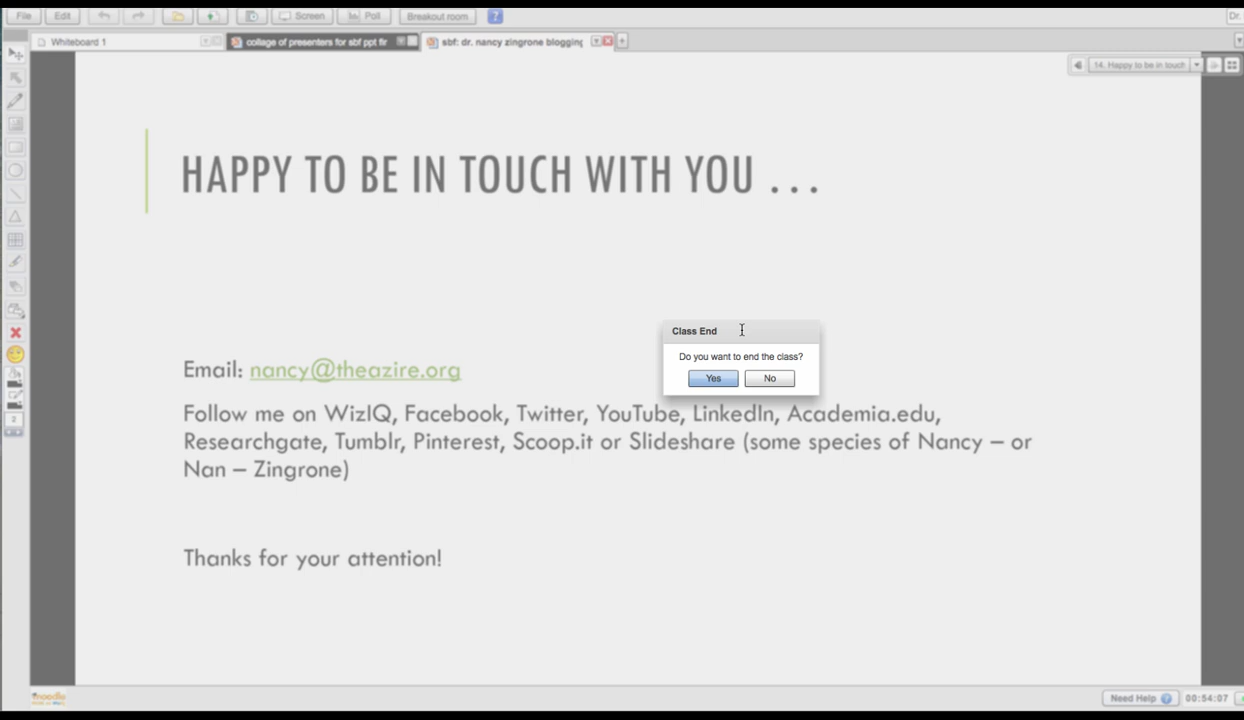 File Edit Screen Poll Breakout room ? Dr.
Whiteboard 1 collage of presenters for sbf ppt fir sbf: dr. nancy zingrone blogging
14. Happy to be in touch
HAPPY TO BE IN TOUCH WITH YOU . . .
Class End
Do you want to end the class?
Yes No
Email: nancy@theazire.org
Follow me on WizIQ, Facebook, Twitter, YouTube, LinkedIn, Academia.edu,
Researchgate, Tumblr, Pinterest, Scoop.it or Slideshare (some species of Nancy – or
Nan – Zingrone)
Thanks for your attention!
2
moodle
Need Help ? 00:54:07